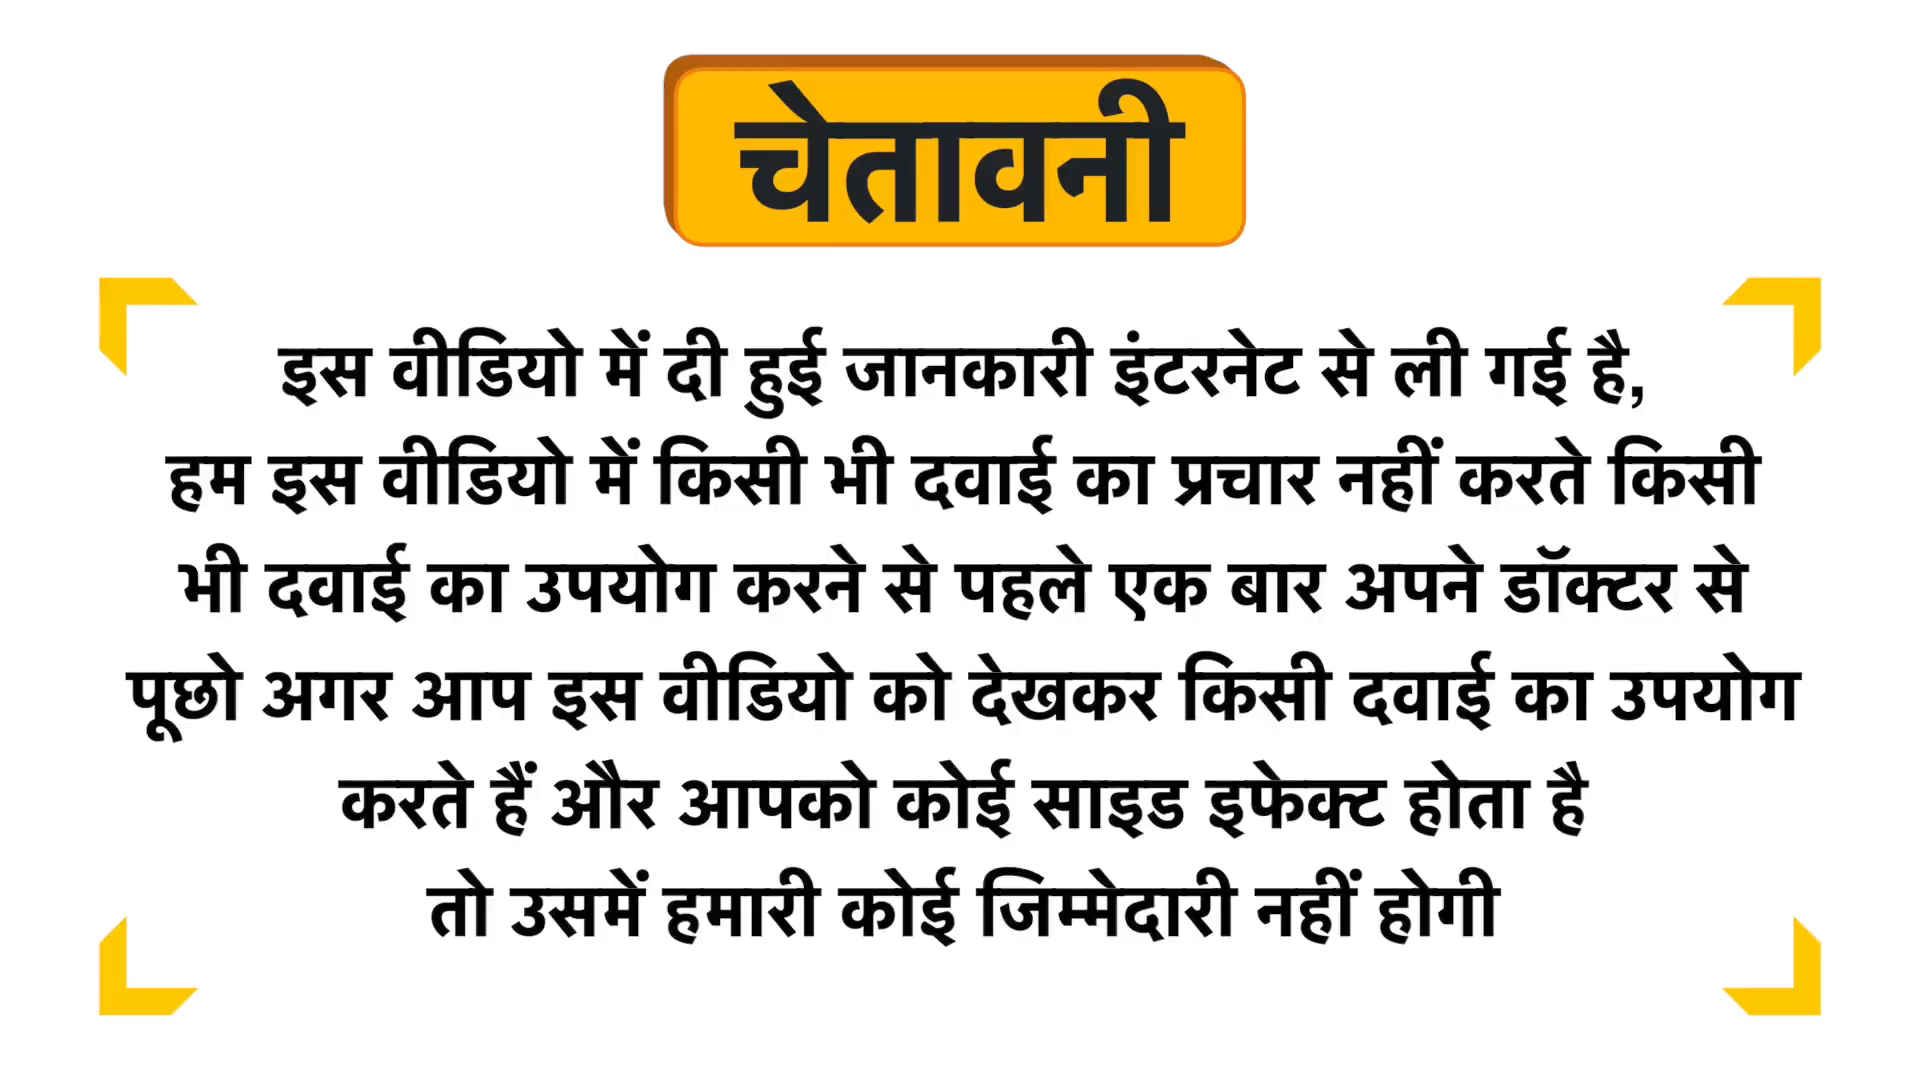 चेतावनी
इस वीडियो में दी हुई जानकारी इंटरनेट से ली गई है,
हम इस वीडियो में किसी भी दवाई का प्रचार नहीं करते किसी
भी दवाई का उपयोग करने से पहले एक बार अपने डॉक्टर से
पूछो अगर आप इस वीडियो को देखकर किसी दवाई का उपयोग
करते हैं और आपको कोई साइड इफेक्ट होता है
तो उसमें हमारी कोई जिम्मेदारी नहीं होगी